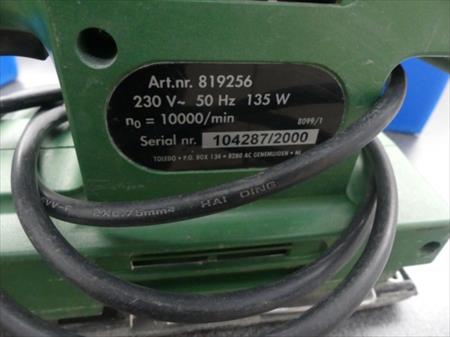 Art.nr. 819256
230 V~ 50 Hz 135 W
n0 = 10000/min
8099/1
Serial nr. 104287/2000
TOLEDO • P.O. BOX 134 • 8280 AC GENEMUIDEN • NL
VV-F 2X0.75mm² HAI DING